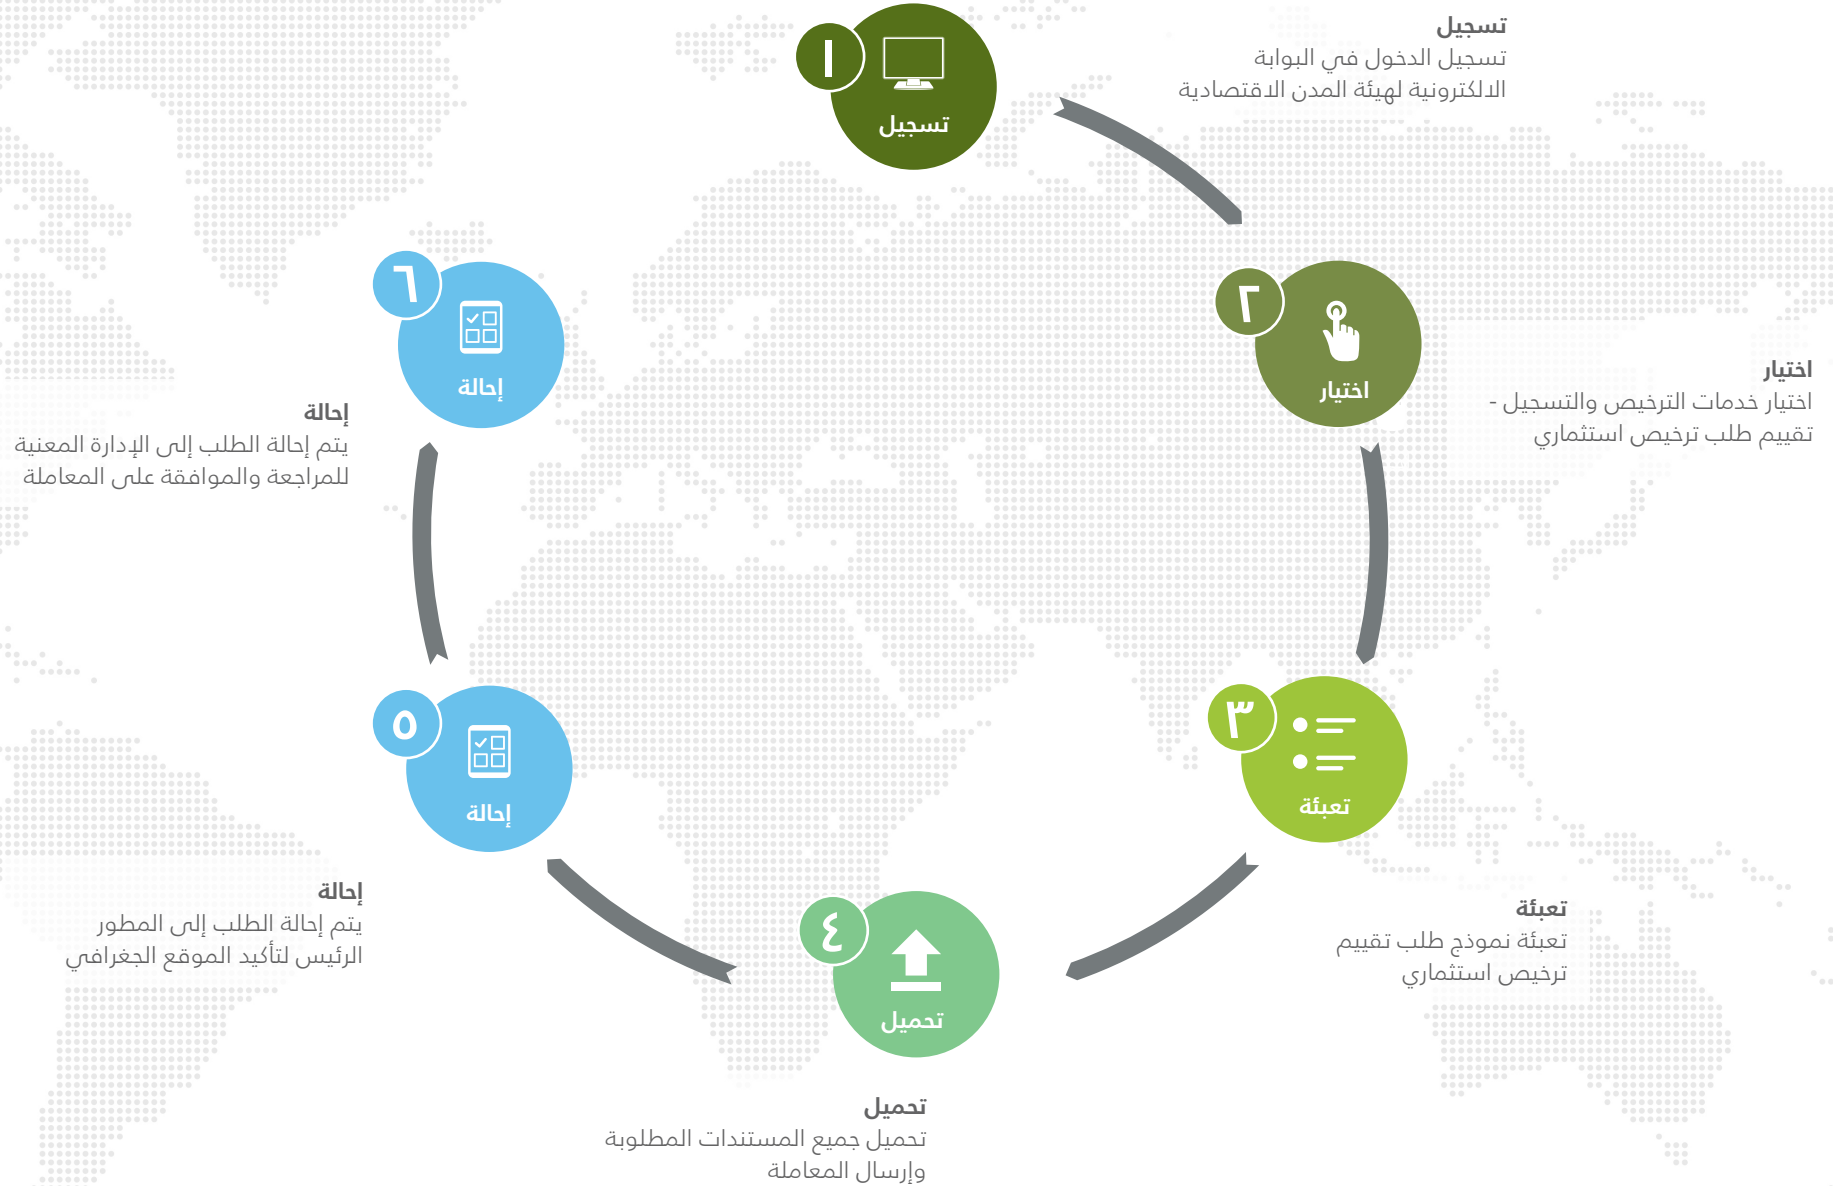 ١
تسجيل
تسجيل
تسجيل الدخول في البوابة
الالكترونية لهيئة المدن الاقتصادية
٢
اختيار
اختيار
اختيار خدمات الترخيص والتسجيل -
تقييم طلب ترخيص استثماري
٣
تعبئة
تعبئة
تعبئة نموذج طلب تقييم
ترخيص استثماري
٤
تحميل
تحميل
تحميل جميع المستندات المطلوبة
وإرسال المعاملة
٥
إحالة
إحالة
يتم إحالة الطلب إلى المطور
الرئيس لتأكيد الموقع الجغرافي
٦
إحالة
إحالة
يتم إحالة الطلب إلى الإدارة المعنية
للمراجعة والموافقة على المعاملة